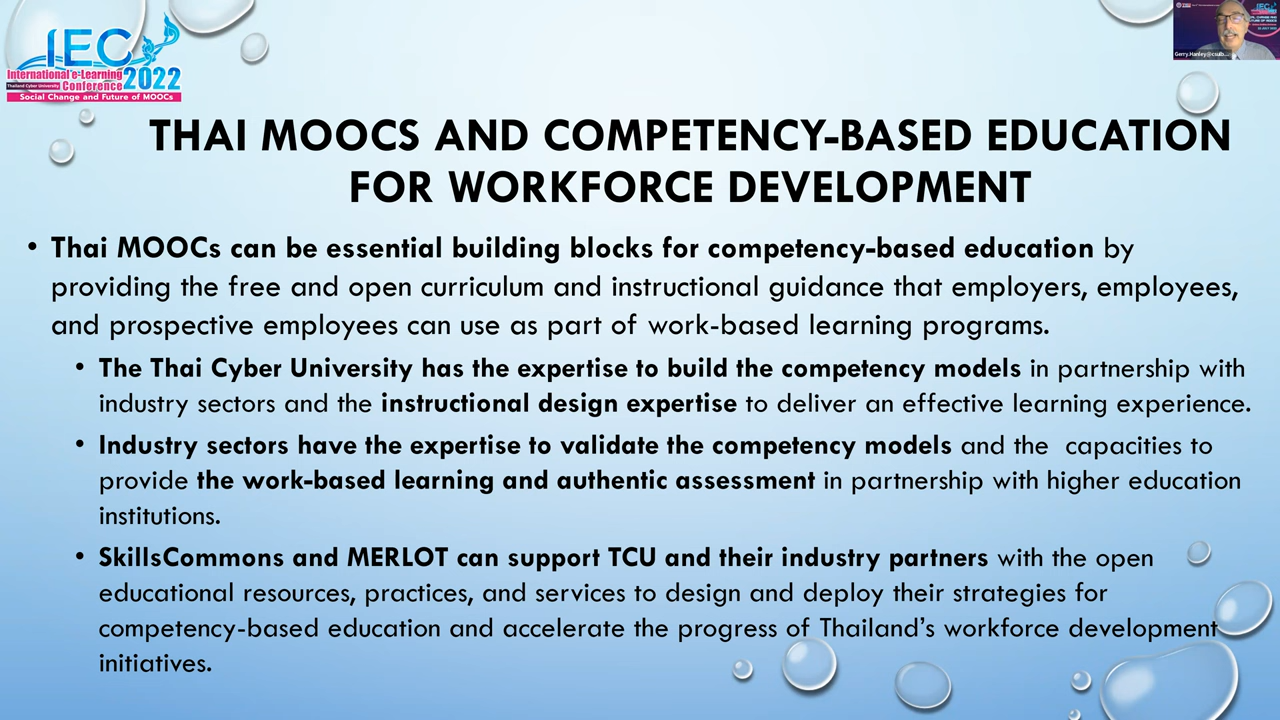 IEC
International e-Learning
Thailand Cyber University Conference 2022
Social Change and Future of MOOCs
Gerry.Hanley@csulb...
THAI MOOCS AND COMPETENCY-BASED EDUCATION
FOR WORKFORCE DEVELOPMENT
• Thai MOOCs can be essential building blocks for competency-based education by
providing the free and open curriculum and instructional guidance that employers, employees,
and prospective employees can use as part of work-based learning programs.
• The Thai Cyber University has the expertise to build the competency models in partnership with
industry sectors and the instructional design expertise to deliver an effective learning experience.
• Industry sectors have the expertise to validate the competency models and the capacities to
provide the work-based learning and authentic assessment in partnership with higher education
institutions.
• SkillsCommons and MERLOT can support TCU and their industry partners with the open
educational resources, practices, and services to design and deploy their strategies for
competency-based education and accelerate the progress of Thailand's workforce development
initiatives.